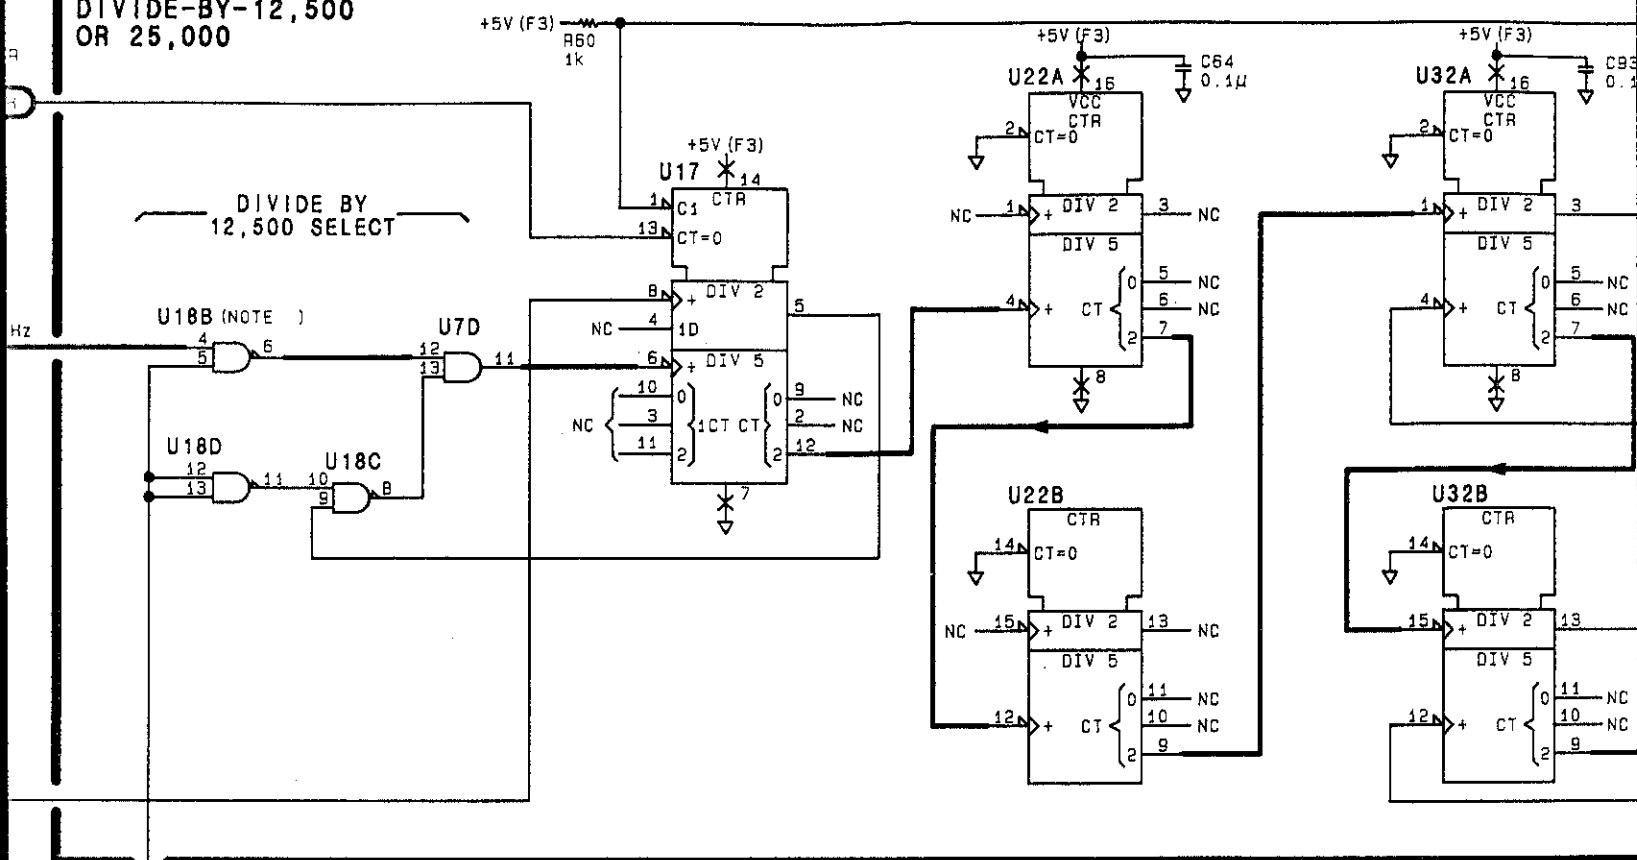 DIVIDE-BY-12,500
OR 25,000
+5V (F3)
R60
1k
+5V (F3)
C64
0.1µ
U22A
16
VCC
CTR
2
CT=0
1
+
DIV 2
3
NC
NC
DIV 5
4
+
CT
0
2
5
NC
6
NC
7
8
+5V (F3)
C93
U32A
16
VCC
CTR
2
CT=0
1
+
DIV 2
3
DIV 5
4
+
CT
0
2
5
NC
6
NC
7
8
+5V (F3)
U17
14
CTR
1
C1
13
CT=0
8
DIV 2
5
NC
4
1D
6
+
DIV 5
10
0
3
1CT
11
2
NC
CT
0
2
9
NC
2
NC
12
7
DIVIDE BY
12,500 SELECT
Hz
U18B (NOTE )
4
5
6
U7D
12
13
11
U18D
12
13
11
U18C
10
9
8
U22B
CTR
14
CT=0
NC
15
+
DIV 2
13
NC
DIV 5
12
+
CT
0
2
11
NC
10
NC
9
U32B
CTR
14
CT=0
15
+
DIV 2
13
DIV 5
12
+
CT
0
2
11
NC
10
NC
9